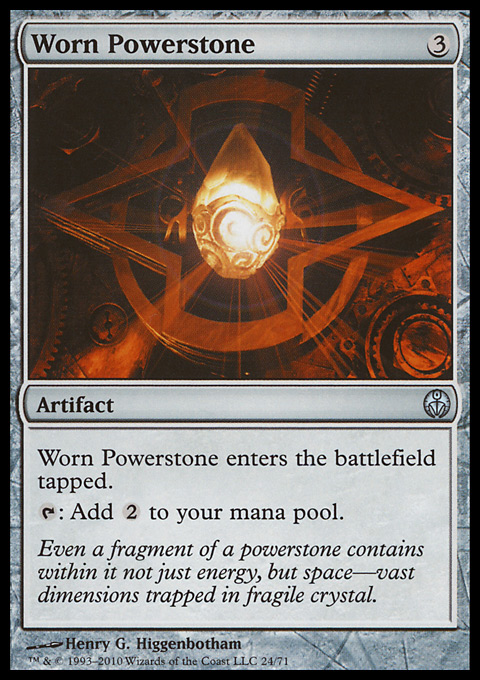 Worn Powerstone 3
Artifact
Worn Powerstone enters the battlefield
tapped.
: Add 2 to your mana pool.
Even a fragment of a powerstone contains
within it not just energy, but space—vast
dimensions trapped in fragile crystal.
Henry G. Higgenbotham
™ & © 1993–2010 Wizards of the Coast LLC 24/71